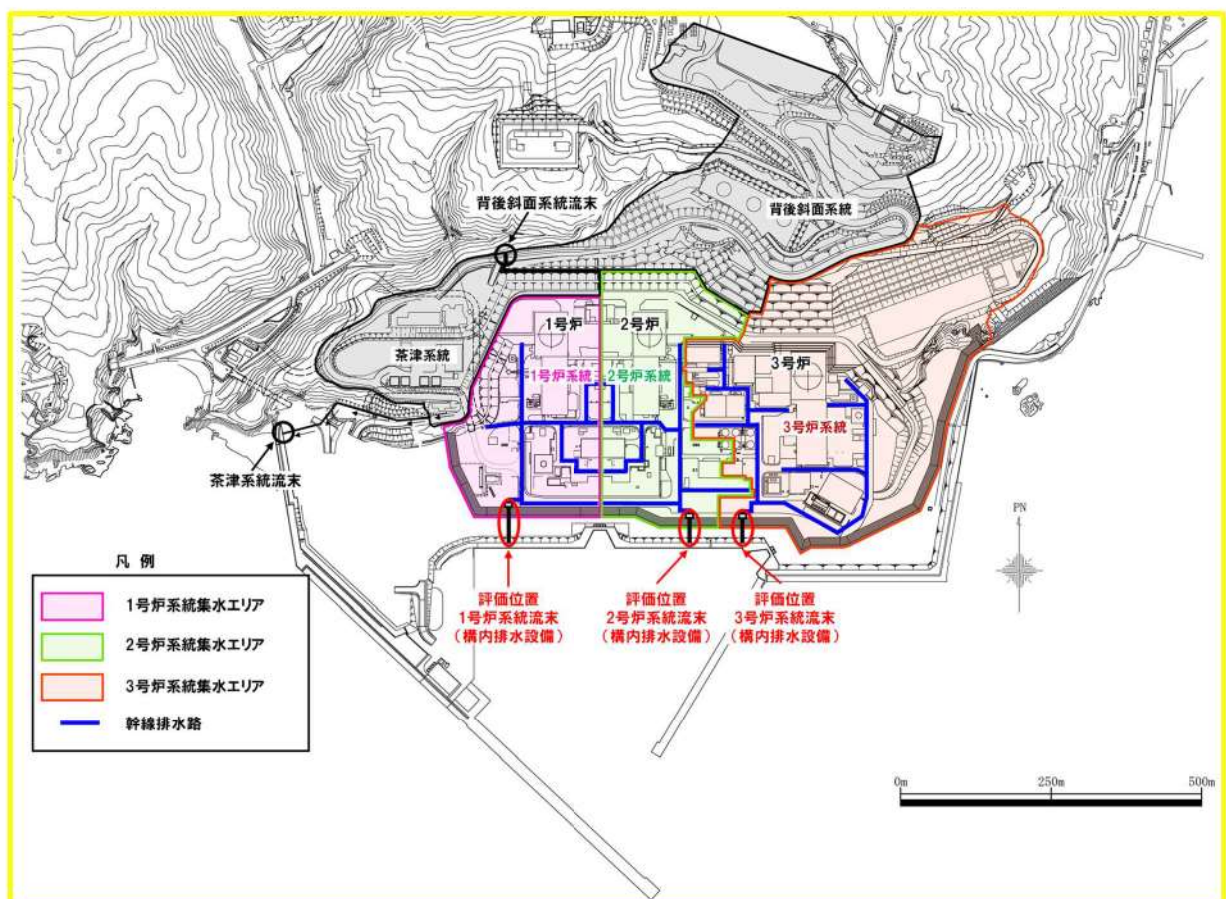 背後斜面系統流末
背後斜面系統
1号炉
2号炉
3号炉
茶津系統
1号炉系統
2号炉系統
3号炉系統
茶津系統流末
PN
評価位置
1号炉系統流末
(構内排水設備)
評価位置
2号炉系統流末
(構内排水設備)
評価位置
3号炉系統流末
(構内排水設備)
凡 例
1号炉系統集水エリア
2号炉系統集水エリア
3号炉系統集水エリア
幹線排水路
0m
250m
500m